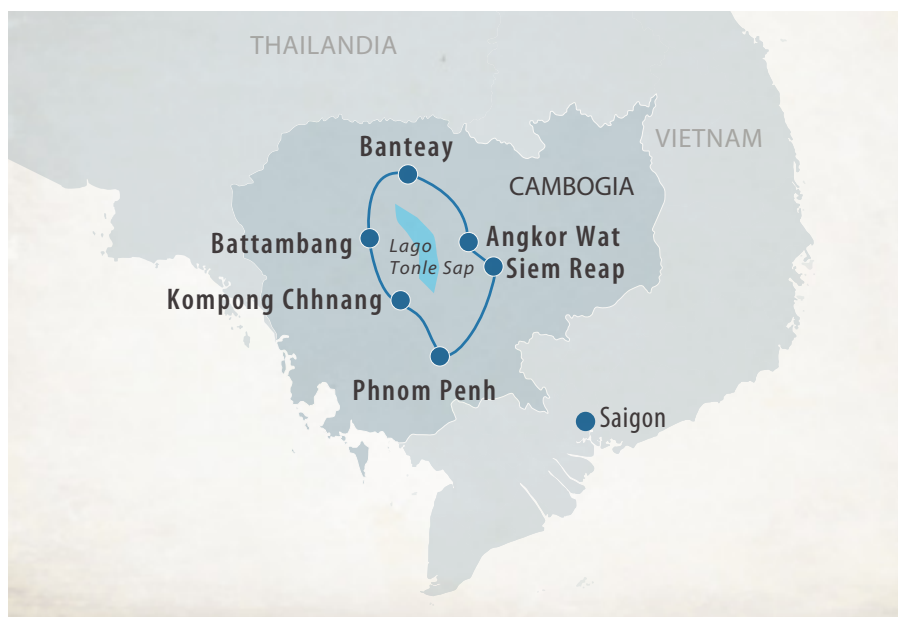 THAILANDIA
VIETNAM
Banteay
CAMBOGIA
Battambang
Lago
Tonle Sap
Angkor Wat
Siem Reap
Kompong Chhnang
Phnom Penh
Saigon